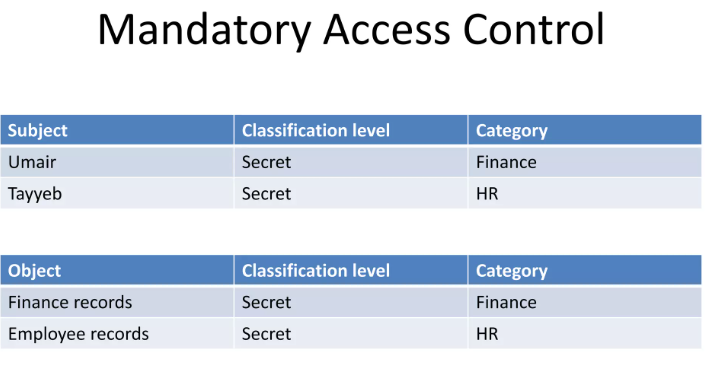 Mandatory Access Control
Subject Classification level Category
Umair Secret Finance
Tayyeb Secret HR
Object Classification level Category
Finance records Secret Finance
Employee records Secret HR